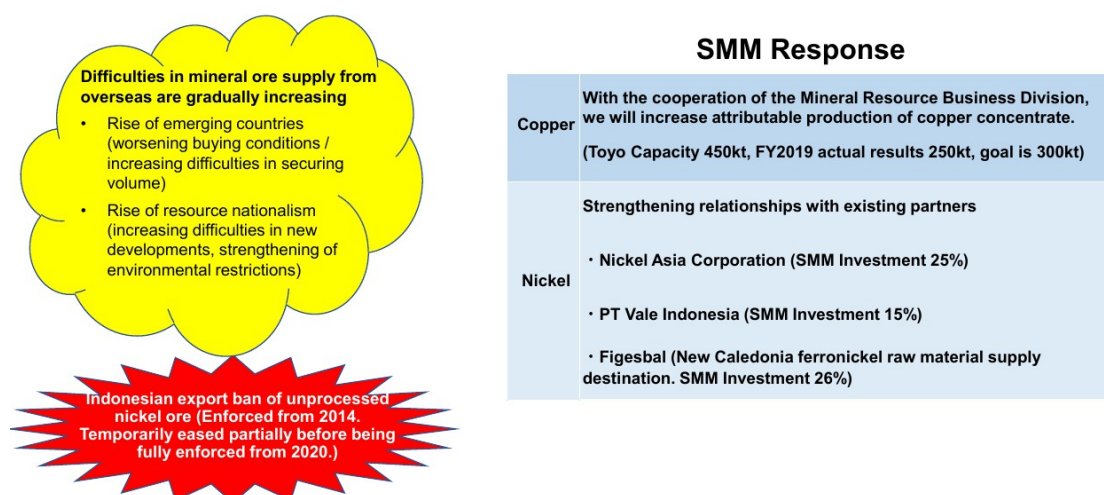 Difficulties in mineral ore supply from
overseas are gradually increasing
• Rise of emerging countries
(worsening buying conditions /
increasing difficulties in securing
volume)
• Rise of resource nationalism
(increasing difficulties in new
developments, strengthening of
environmental restrictions)
Indonesian export ban of unprocessed
nickel ore (Enforced from 2014.
Temporarily eased partially before being
fully enforced from 2020.)
SMM Response
Copper
With the cooperation of the Mineral Resource Business Division,
we will increase attributable production of copper concentrate.
(Toyo Capacity 450kt, FY2019 actual results 250kt, goal is 300kt)
Nickel
Strengthening relationships with existing partners
・Nickel Asia Corporation (SMM Investment 25%)
・PT Vale Indonesia (SMM Investment 15%)
・Figesbal (New Caledonia ferronickel raw material supply
destination. SMM Investment 26%)